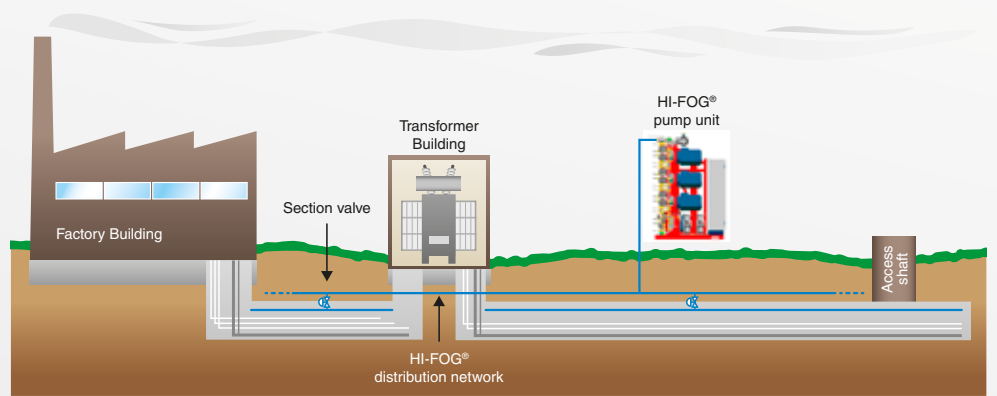 HI-FOG®
pump unit
Transformer
Building
Section valve
Factory Building
Access
shaft
HI-FOG®
distribution network